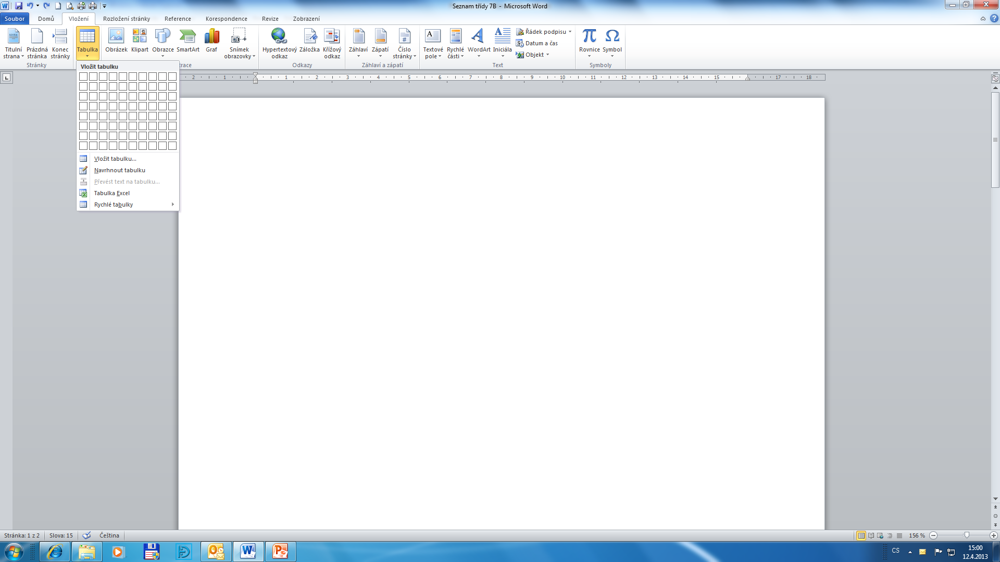 Seznam třídy 7B - Microsoft Word
Soubor Domů Vložení Rozložení stránky Reference Korespondence Revize Zobrazení
Titulní strana Prázdná stránka Konec stránky Tabulka Obrázek Klipart Obrazce SmartArt Graf Snímek obrazovky Hypertextový odkaz Záložka Křížový odkaz Záhlaví Zápatí Číslo stránky Textové pole Rychlé části WordArt Iniciála Řádek podpisu Rovnice Symbol
Datum a čas
Objekt
Stránky trace Odkazy Záhlaví a zápatí Text Symboly
Vložit tabulku
2 1 1 2 3 4 5 6 7 8 9 10 11 12 13 14 15 17 18
Vložit tabulku...
Navrhnout tabulku
Převést text na tabulku...
Tabulka Excel
Rychlé tabulky
Stránka: 1 z 2 Slova: 15 Čeština 156 %
CS 15:00
12.4.2013